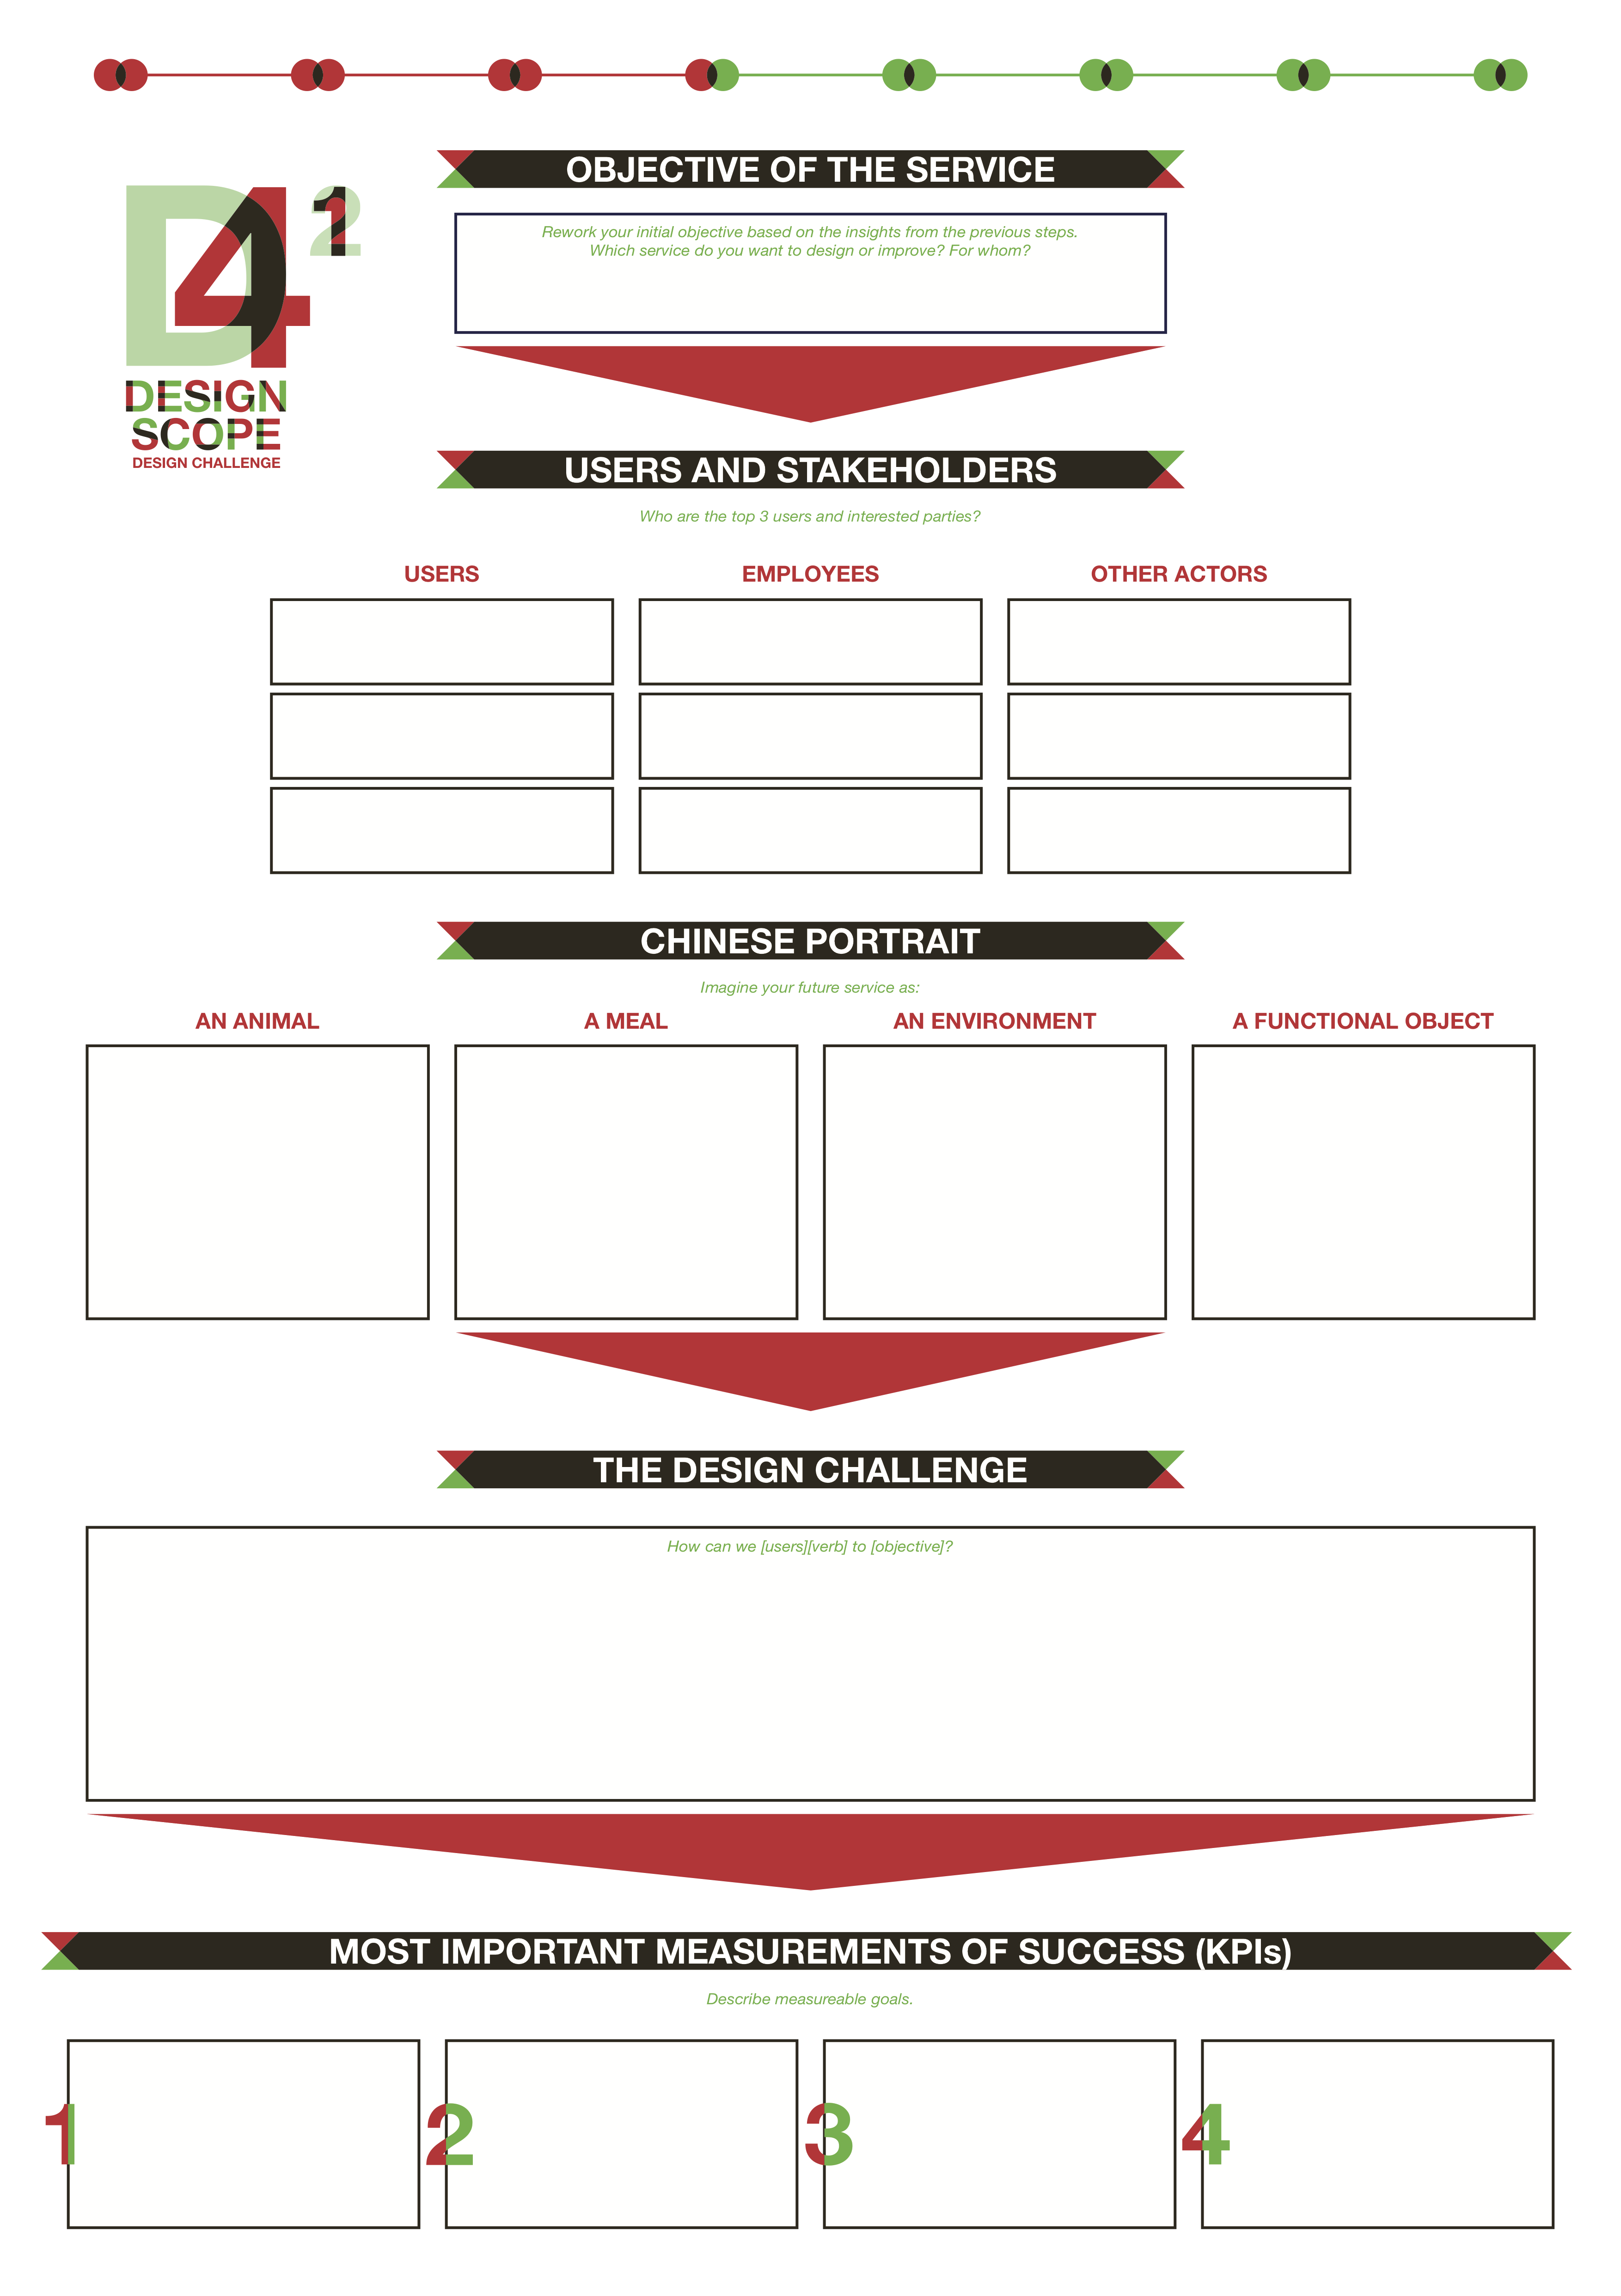 OBJECTIVE OF THE SERVICE
Rework your initial objective based on the insights from the previous steps.
Which service do you want to design or improve? For whom?
D4
DESIGN
SCOPE
DESIGN CHALLENGE
USERS AND STAKEHOLDERS
Who are the top 3 users and interested parties?
USERS EMPLOYEES OTHER ACTORS
CHINESE PORTRAIT
Imagine your future service as:
AN ANIMAL A MEAL AN ENVIRONMENT A FUNCTIONAL OBJECT
THE DESIGN CHALLENGE
How can we [users][verb] to [objective]?
MOST IMPORTANT MEASUREMENTS OF SUCCESS (KPIs)
Describe measureable goals.
1 2 3 4